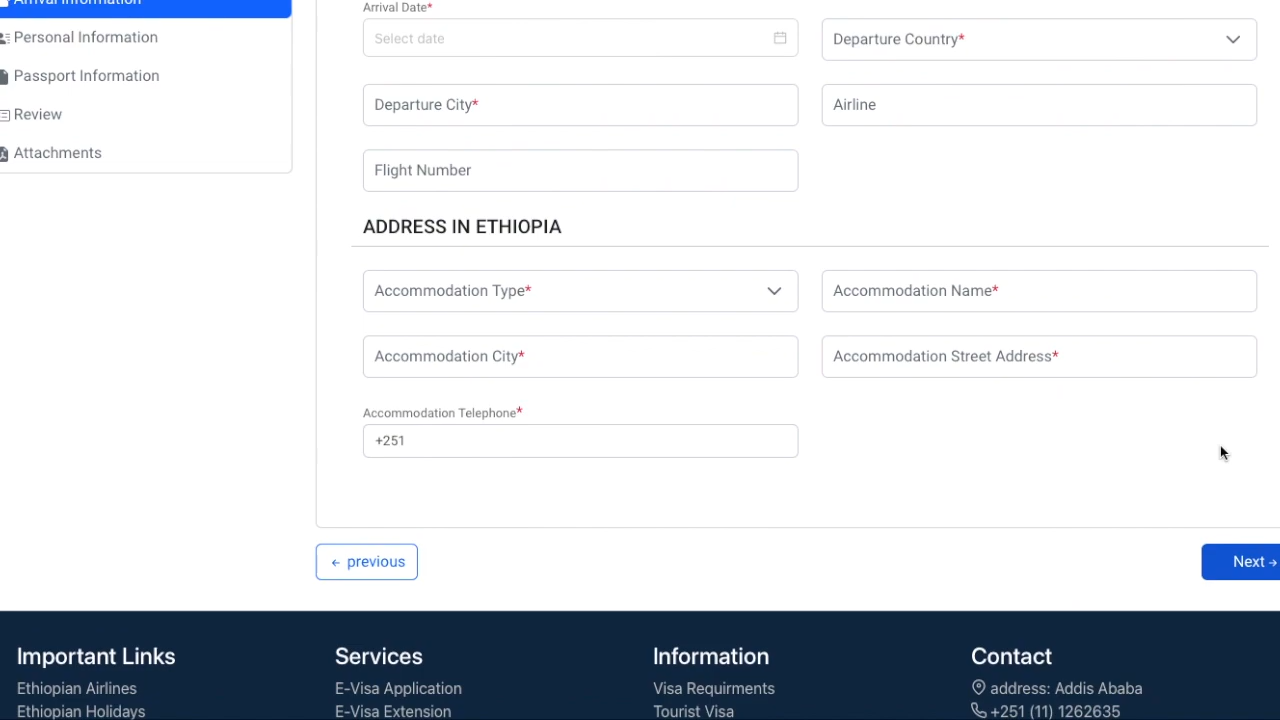 Arrival Information
Personal Information
Passport Information
Review
Attachments
Arrival Date*
Select date
Departure Country*
Departure City*
Airline
Flight Number
ADDRESS IN ETHIOPIA
Accommodation Type*
Accommodation Name*
Accommodation City*
Accommodation Street Address*
Accommodation Telephone*
+251
← previous
Next →
Important Links
Ethiopian Airlines
Ethiopian Holidays
Services
E-Visa Application
E-Visa Extension
Information
Visa Requirments
Tourist Visa
Contact
address: Addis Ababa
+251 (11) 1262635